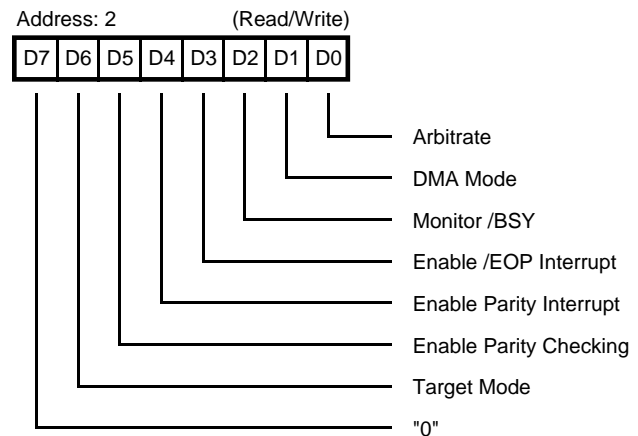 Address: 2 (Read/Write)
D7 D6 D5 D4 D3 D2 D1 D0
Arbitrate
DMA Mode
Monitor /BSY
Enable /EOP Interrupt
Enable Parity Interrupt
Enable Parity Checking
Target Mode
"0"